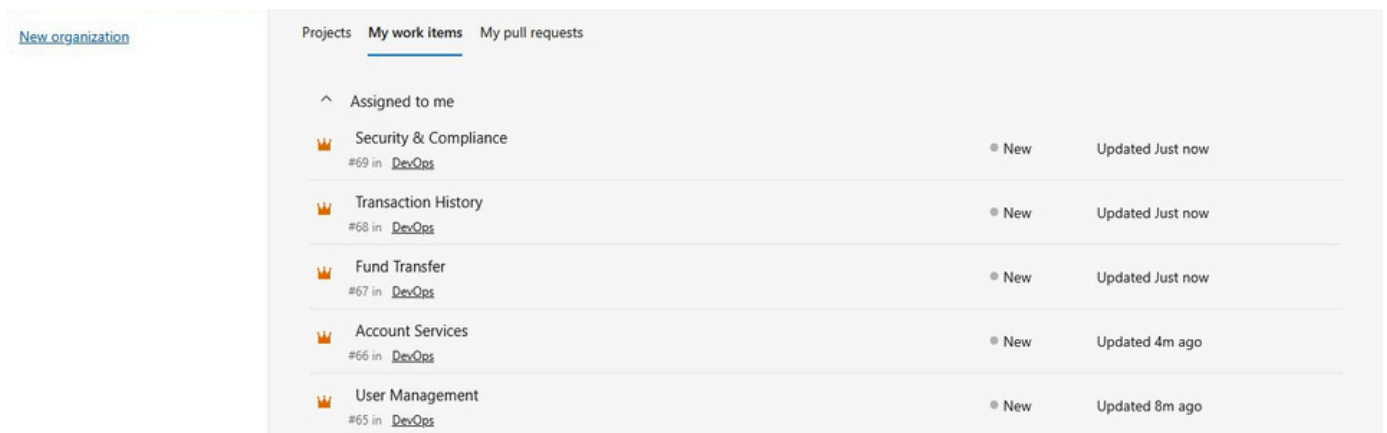 New organization
Projects My work items My pull requests
Assigned to me
Security & Compliance
#69 in DevOps
New Updated Just now
Transaction History
#68 in DevOps
New Updated Just now
Fund Transfer
#67 in DevOps
New Updated Just now
Account Services
#66 in DevOps
New Updated 4m ago
User Management
#65 in DevOps
New Updated 8m ago